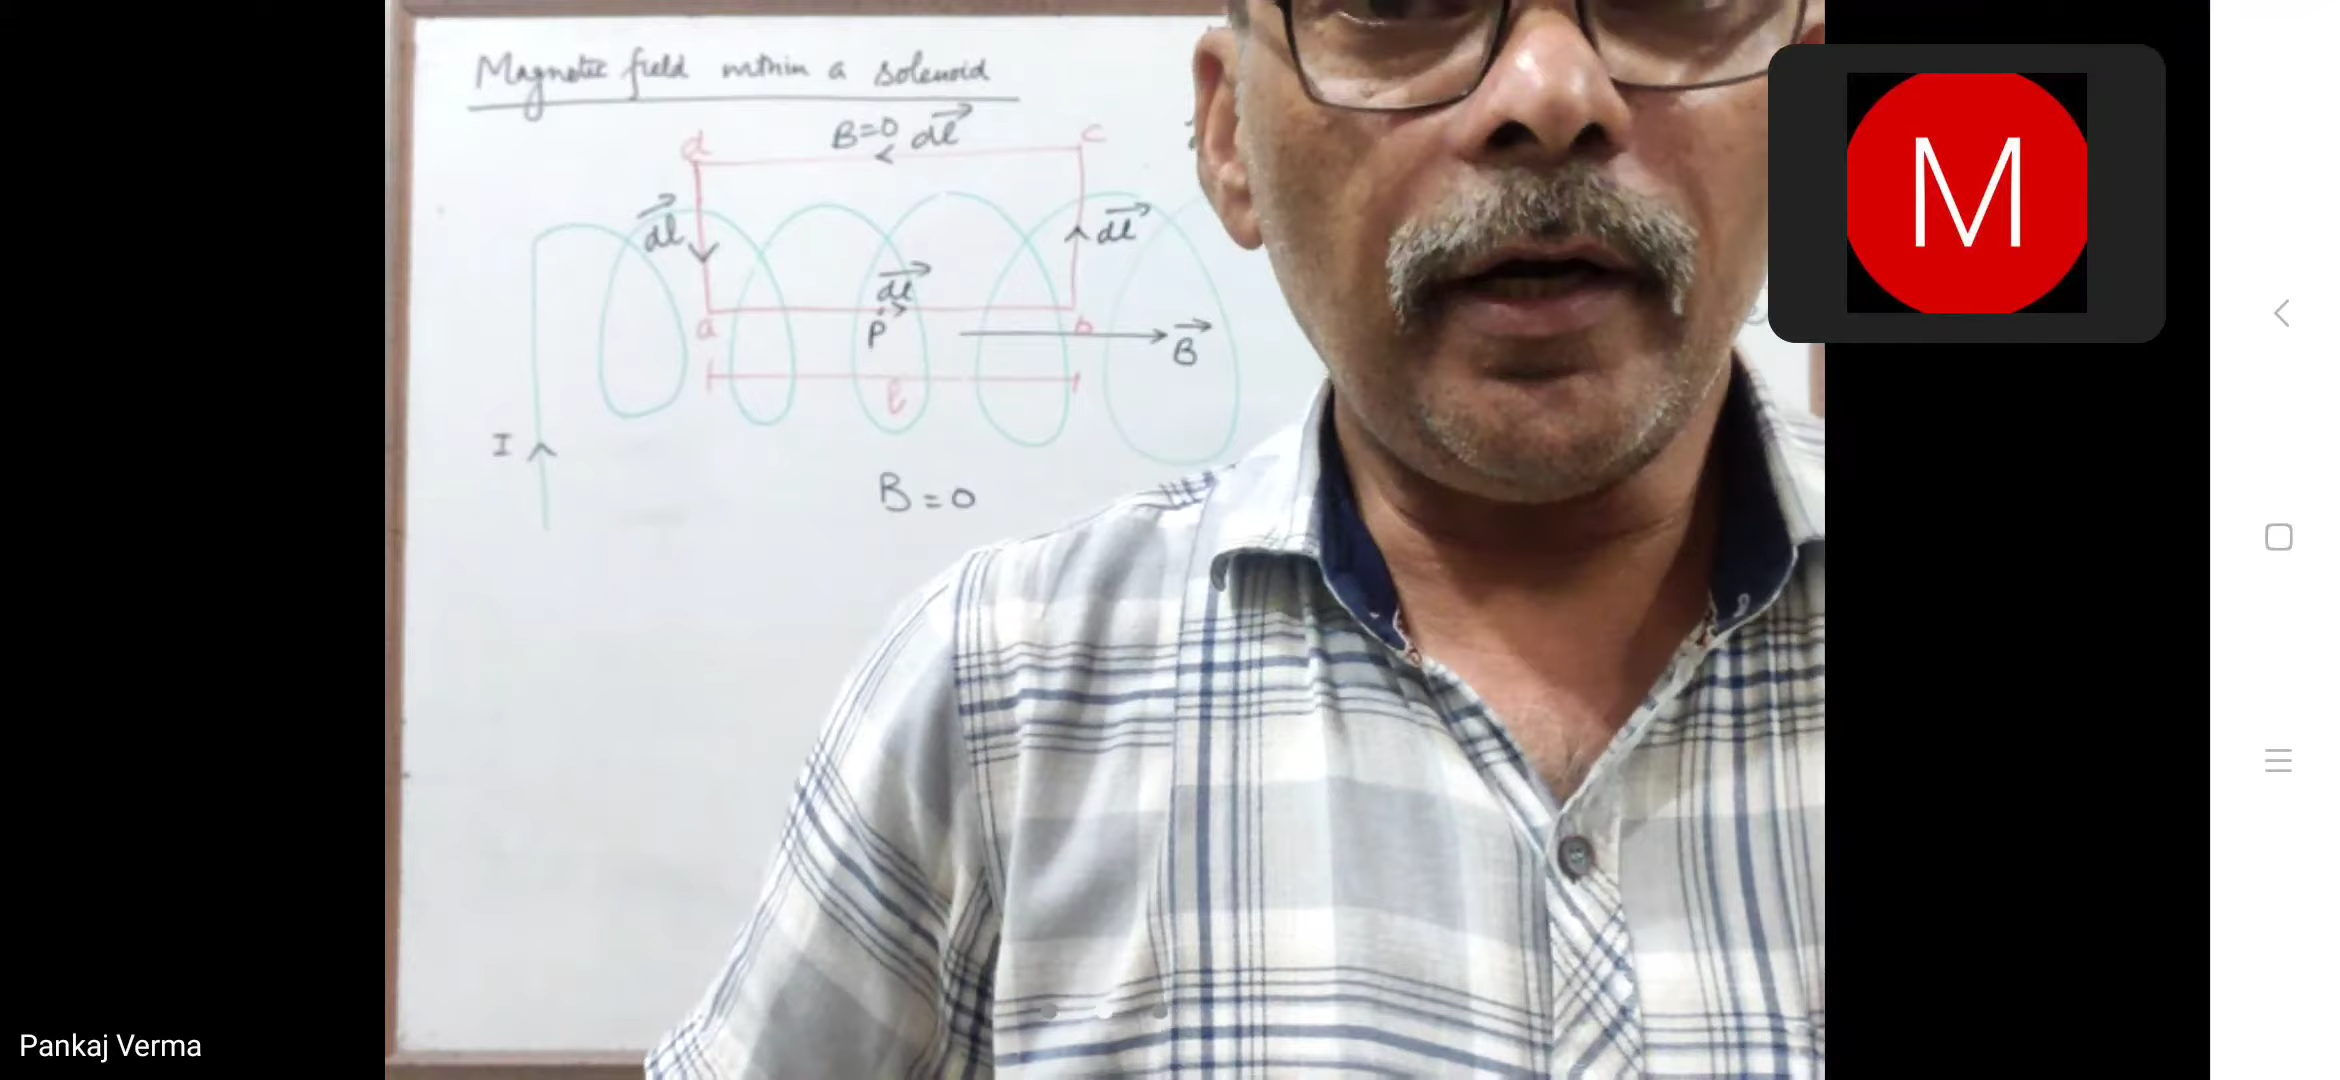 Magnetic field within a solenoid
B=0 dl
d
c
dl
dl
dl
a
P
b
B
l
I
B = 0
M
Pankaj Verma